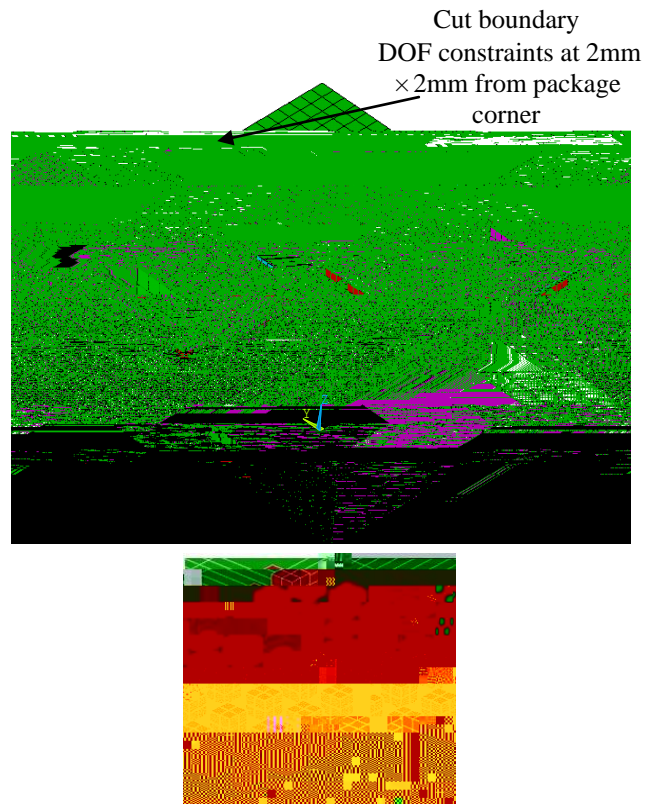 Cut boundary
DOF constraints at 2mm
×2mm from package
corner
Y